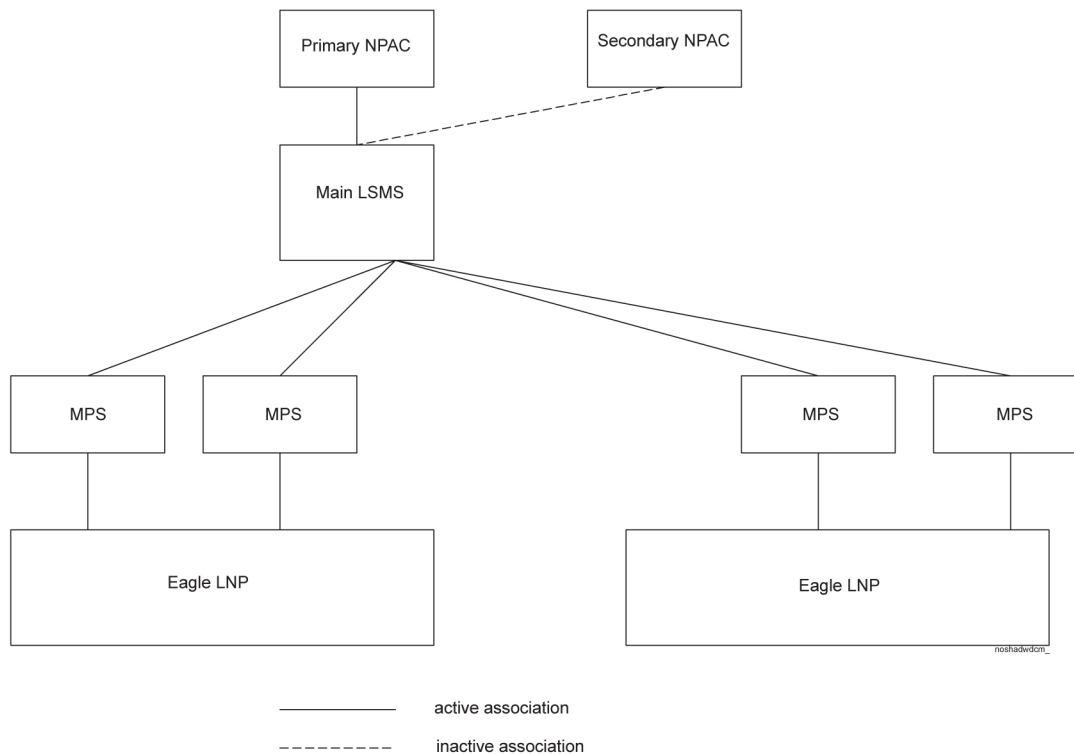 Primary NPAC
Secondary NPAC
Main LSMS
MPS
MPS
MPS
MPS
Eagle LNP
Eagle LNP
noshadwdcm_
active association
inactive association